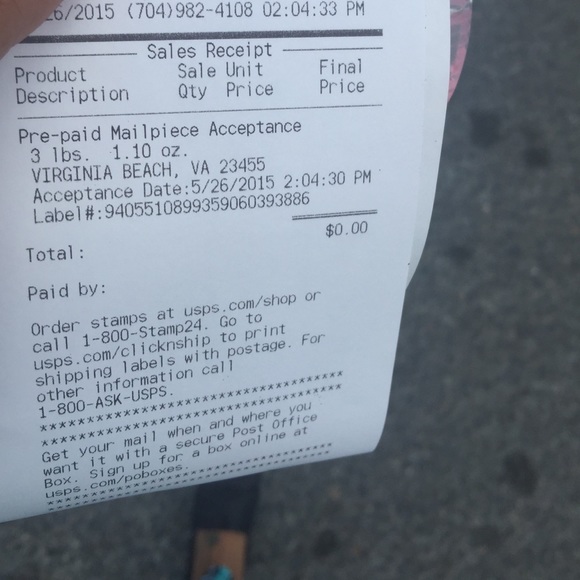 26/2015 (704)982-4108 02:04:33 PM
Sales Receipt
Product Sale Unit Final
Description Qty Price Price
Pre-paid Mailpiece Acceptance
3 lbs. 1.10 oz.
VIRGINIA BEACH, VA 23455
Acceptance Date:5/26/2015 2:04:30 PM
Label#:9405510899359060393886
$0.00
Total:
Paid by:
Order stamps at usps.com/shop or
call 1-800-Stamp24. Go to
usps.com/clicknship to print
shipping labels with postage. For
other information call
1-800-ASK-USPS.
Get your mail when and where you
want it with a secure Post Office
Box. Sign up for a box online at
usps.com/poboxes.